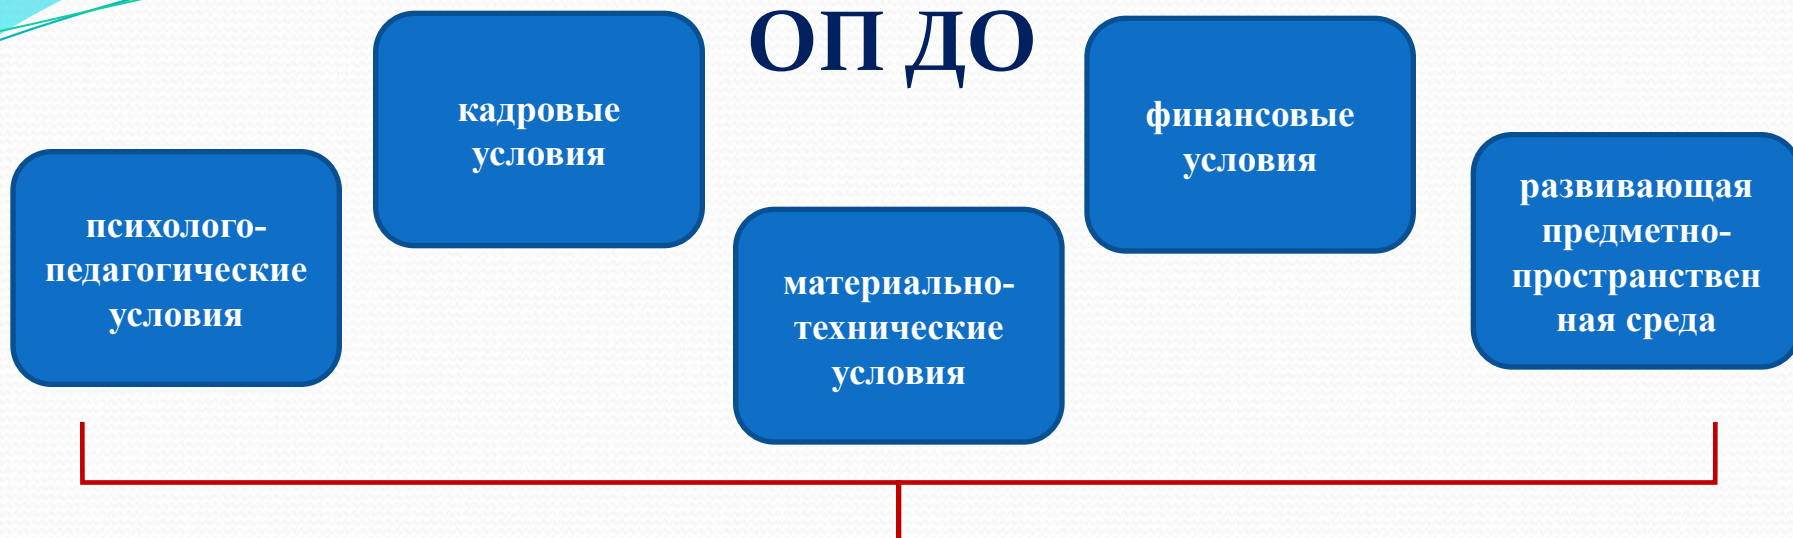 ОП ДО
психолого-
педагогические
условия
кадровые
условия
материально-
технические
условия
финансовые
условия
развивающая
предметно-
пространствен
ная среда